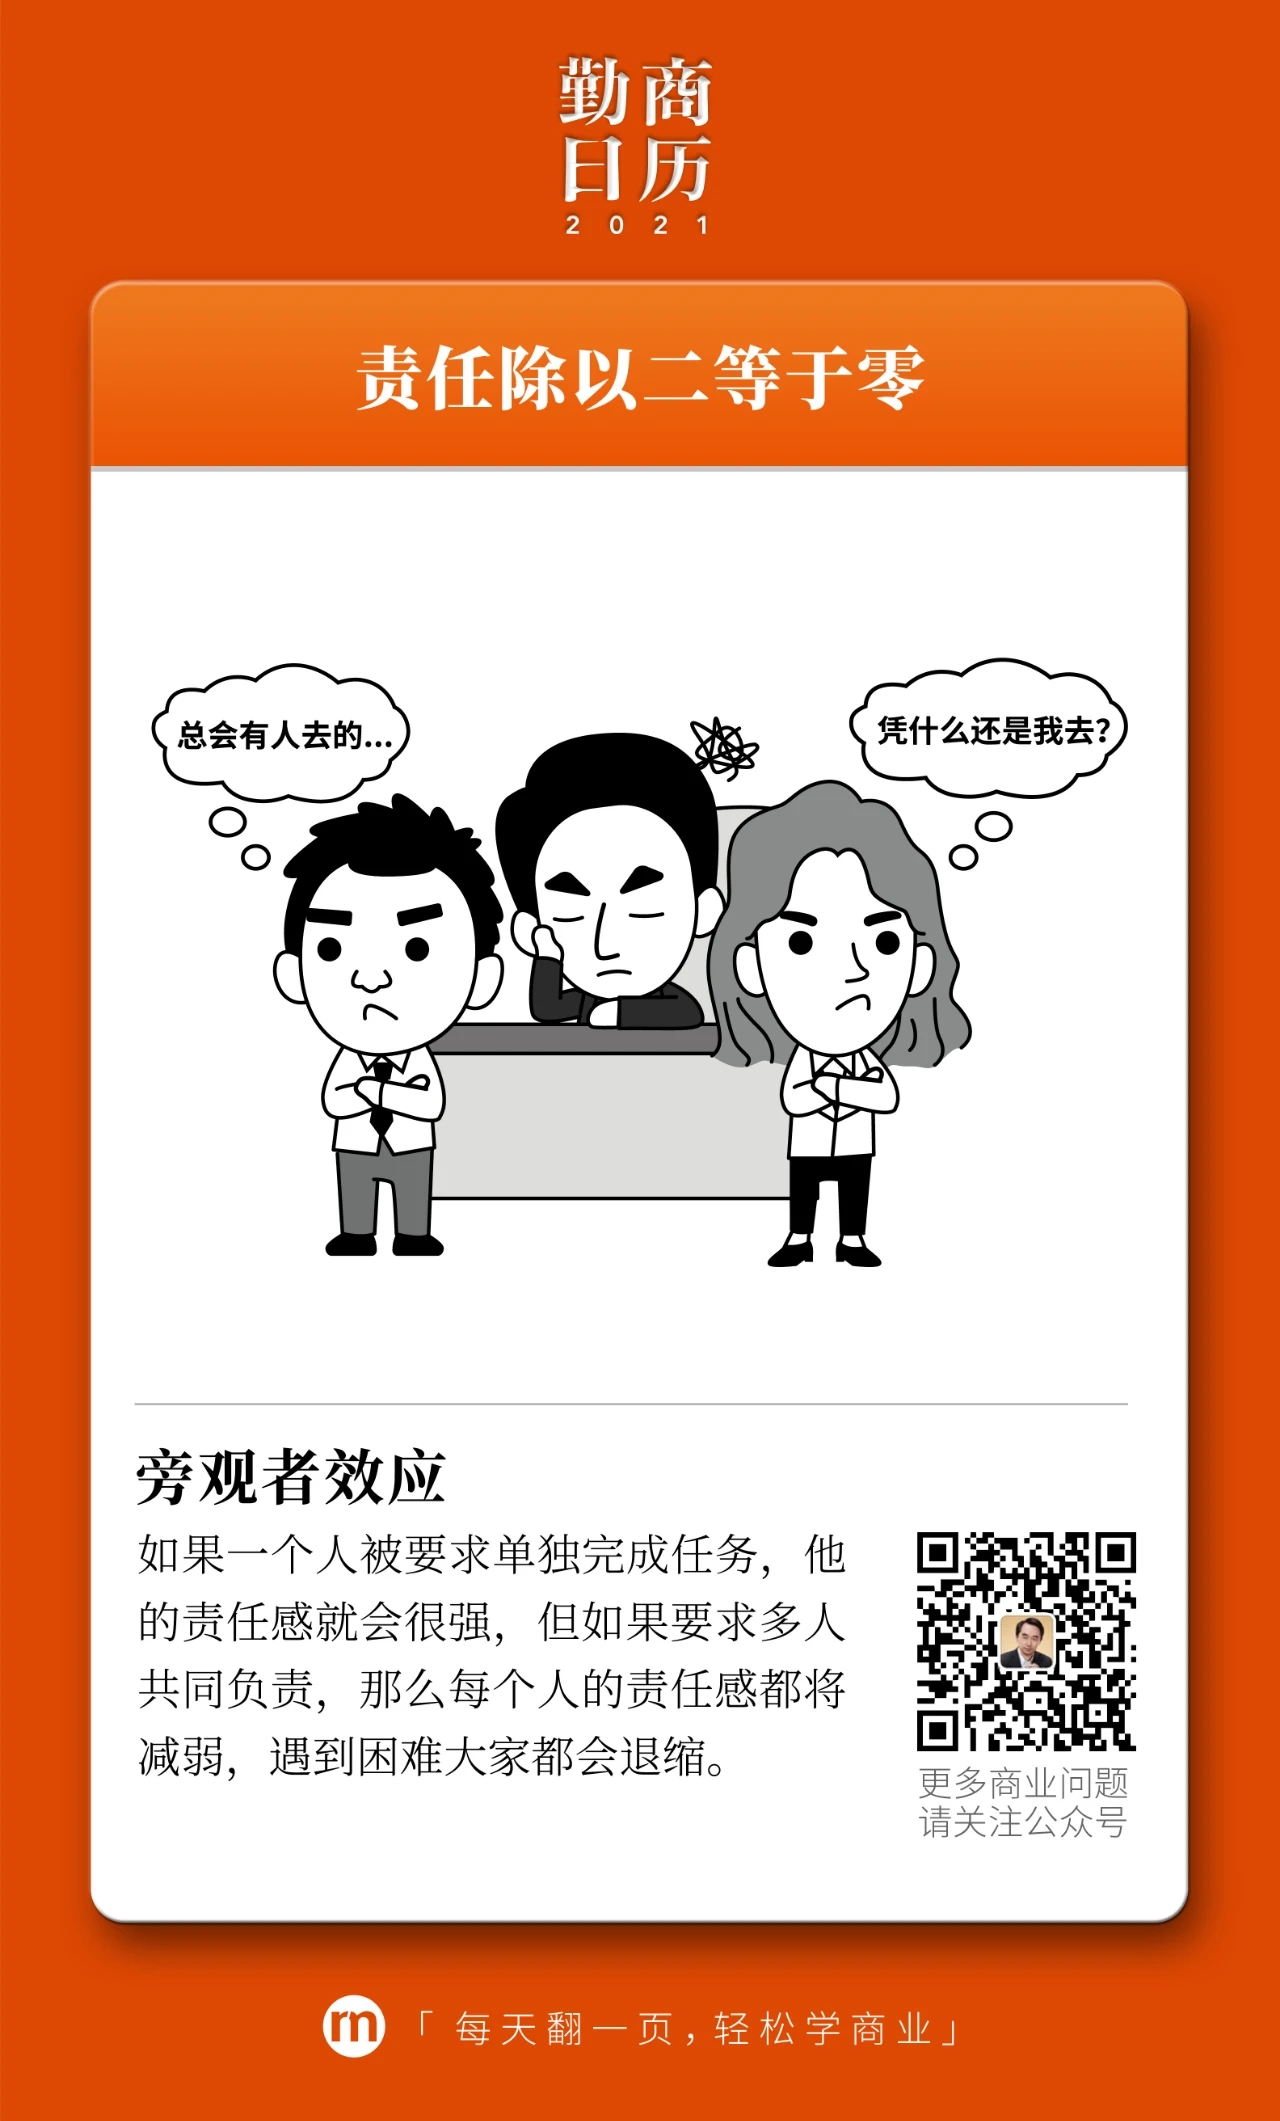 勤商
日历
2021
责任除以二等于零
总会有人去的...
凭什么还是我去？
旁观者效应
如果一个人被要求单独完成任务，他
的责任感就会很强，但如果要求多人
共同负责，那么每个人的责任感都将
减弱，遇到困难大家都会退缩。
更多商业问题
请关注公众号
rm
「每天翻一页，轻松学商业」